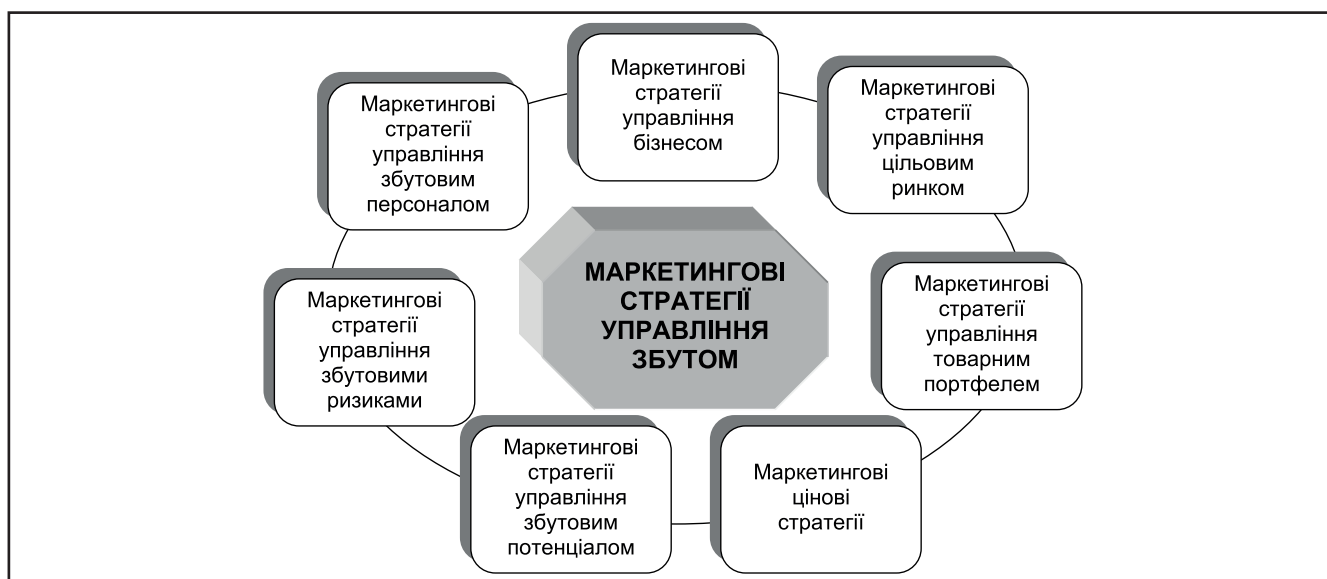 Маркетингові
стратегії
управління
бізнесом
Маркетингові
стратегії
управління
цільовим
ринком
Маркетингові
стратегії
управління
товарним
портфелем
Маркетингові
цінові
стратегії
Маркетингові
стратегії
управління
збутовим
потенціалом
Маркетингові
стратегії
управління
збутовими
ризиками
Маркетингові
стратегії
управління
збутовим
персоналом
МАРКЕТИНГОВІ
СТРАТЕГІЇ
УПРАВЛІННЯ
ЗБУТОМ